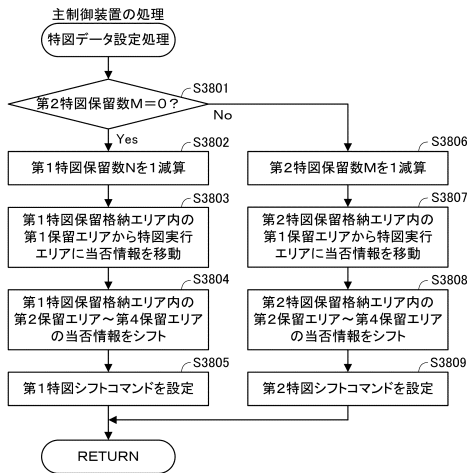 主制御装置の処理
特図データ設定処理
S3801
第2特図保留数M=0?
No
Yes
S3802
第1特図保留数Nを1減算
S3803
第1特図保留格納エリア内の
第1保留エリアから特図実行
エリアに当否情報を移動
S3804
第1特図保留格納エリア内の
第2保留エリア~第4保留エリア
の当否情報をシフト
S3805
第1特図シフトコマンドを設定
S3806
第2特図保留数Mを1減算
S3807
第2特図保留格納エリア内の
第1保留エリアから特図実行
エリアに当否情報を移動
S3808
第2特図保留格納エリア内の
第2保留エリア~第4保留エリア
の当否情報をシフト
S3809
第2特図シフトコマンドを設定
RETURN